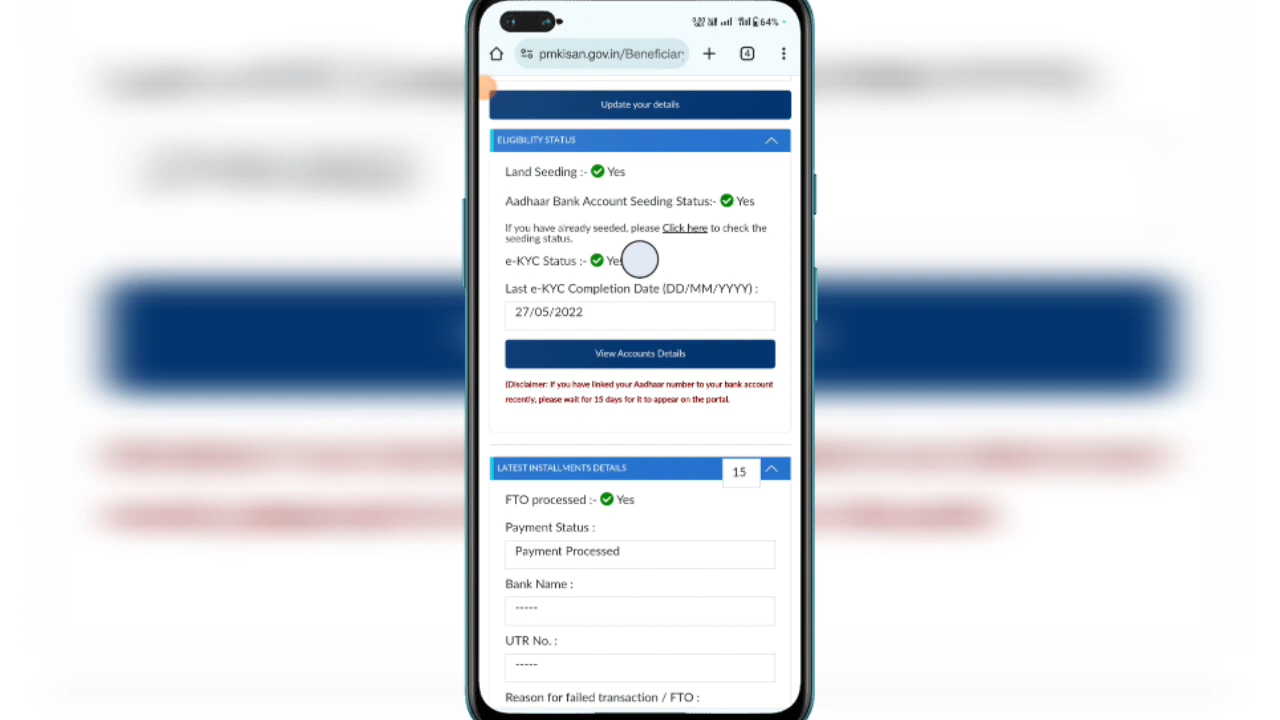 64%
pmkisan.gov.in/Beneficiar
4
Update your details
ELIGIBILITY STATUS
Land Seeding :- Yes
Aadhaar Bank Account Seeding Status:- Yes
If you have already seeded, please Click here to check the
seeding status.
e-KYC Status :- Yes
Last e-KYC Completion Date (DD/MM/YYYY) :
27/05/2022
View Accounts Details
(Disclaimer: If you have linked your Aadhaar number to your bank account
recently, please wait for 15 days for it to appear on the portal.
LATEST INSTALLMENTS DETAILS
15
FTO processed :- Yes
Payment Status :
Payment Processed
Bank Name :
-----
UTR No. :
-----
Reason for failed transaction / FTO :